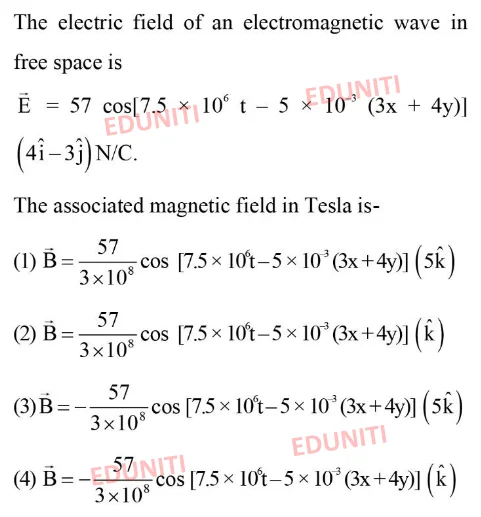 The electric field of an electromagnetic wave in
free space is
E⃗ = 57 cos[7.5 × 10⁶ t – 5 × 10⁻³ (3x + 4y)]
(4î – 3ĵ) N/C.
The associated magnetic field in Tesla is-
(1) B⃗ = 57/(3×10⁸) cos [7.5 × 10⁶t – 5 × 10⁻³ (3x + 4y)] (5k̂)
(2) B⃗ = 57/(3×10⁸) cos [7.5 × 10⁶t – 5 × 10⁻³ (3x + 4y)] (k̂)
(3) B⃗ = – 57/(3×10⁸) cos [7.5 × 10⁶t – 5 × 10⁻³ (3x + 4y)] (5k̂)
(4) B⃗ = – 57/(3×10⁸) cos [7.5 × 10⁶t – 5 × 10⁻³ (3x + 4y)] (k̂)
EDUNITI
EDUNITI
EDUNITI
EDUNITI